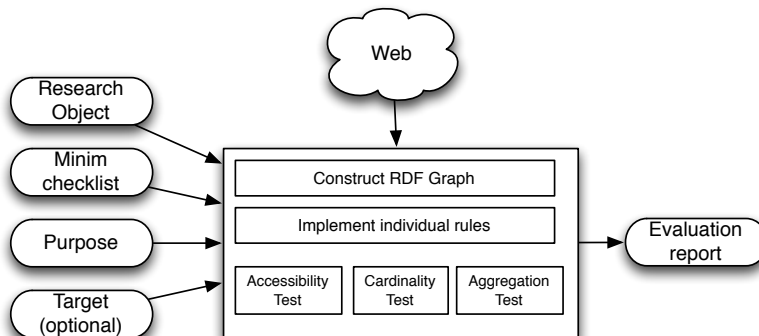 Web
Research
Object
Minim
checklist
Purpose
Target
(optional)
Construct RDF Graph
Implement individual rules
Accessibility
Test
Cardinality
Test
Aggregation
Test
Evaluation
report